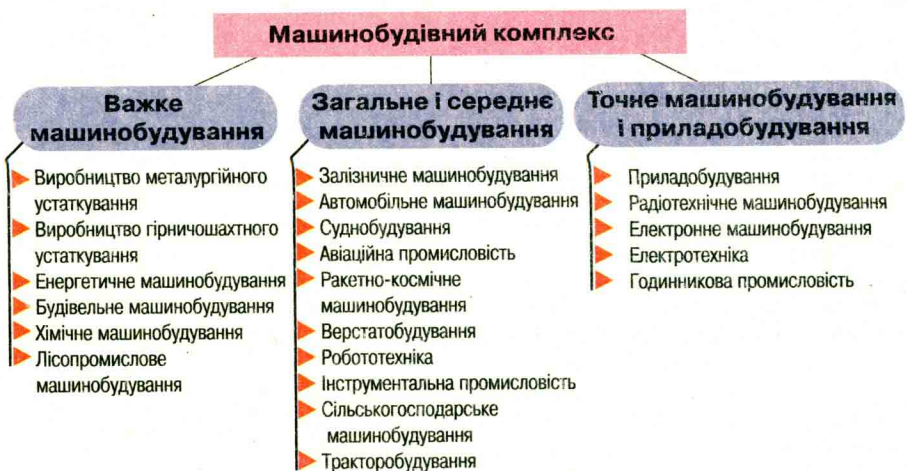 Машинобудівний комплекс
Важке
машинобудування
Виробництво металургійного
устаткування
Виробництво гірничошахтного
устаткування
Енергетичне машинобудування
Будівельне машинобудування
Хімічне машинобудування
Лісопромислове
машинобудування
Загальне і середнє
машинобудування
Залізничне машинобудування
Автомобільне машинобудування
Суднобудування
Авіаційна промисловість
Ракетно-космічне
машинобудування
Верстатобудування
Робототехніка
Інструментальна промисловість
Сільськогосподарське
машинобудування
Тракторобудування
Точне машинобудування
і приладобудування
Приладобудування
Радіотехнічне машинобудування
Електронне машинобудування
Електротехніка
Годинникова промисловість